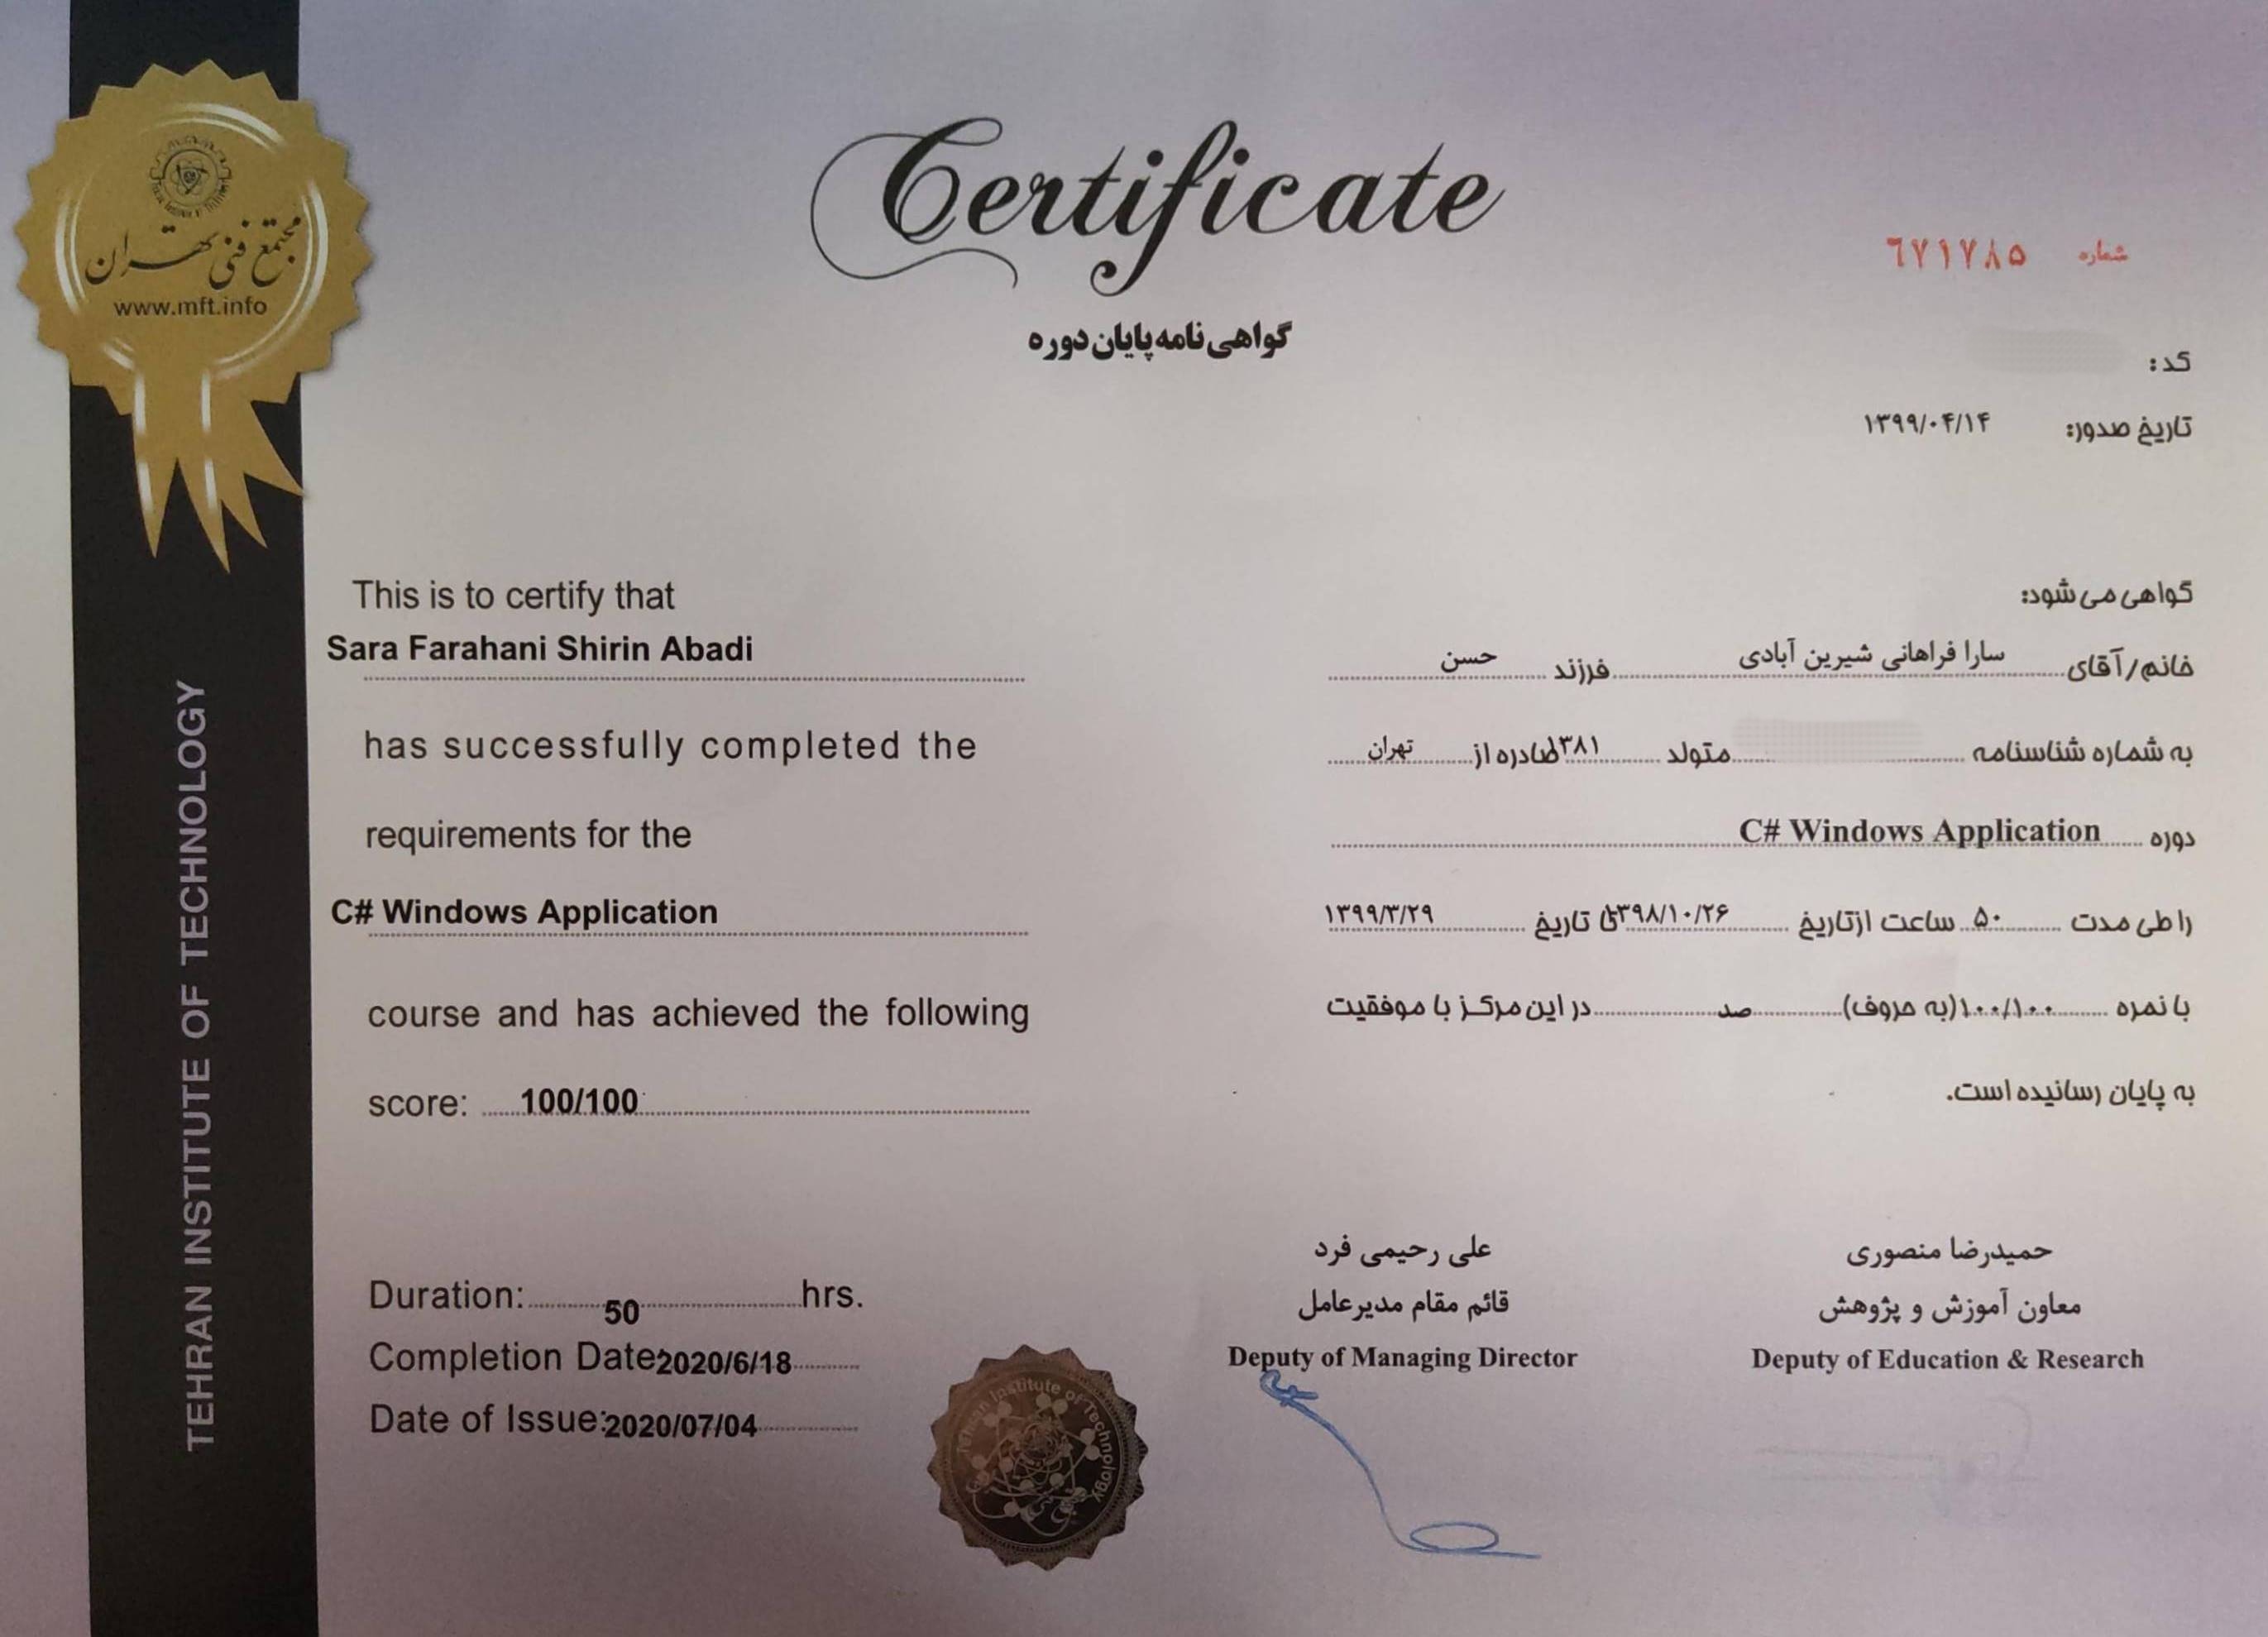 مجتمع فنی تهران
www.mft.info
TEHRAN INSTITUTE OF TECHNOLOGY
Certificate
گواهی نامه پایان دوره
شماره ٦٧١٧٨٥
کد:
تاریخ صدور: ۱۳۹۹/۰۴/۱۴
This is to certify that
Sara Farahani Shirin Abadi
has successfully completed the
requirements for the
C# Windows Application
course and has achieved the following
score: 100/100
Duration: 50 hrs.
Completion Date: 2020/6/18
Date of Issue: 2020/07/04
گواهی می شود:
خانم/آقای سارا فراهانی شیرین آبادی فرزند حسن
به شماره شناسنامه متولد ۱۳۸۱ صادره از تهران
دوره C# Windows Application
را طی مدت ۵۰ ساعت از تاریخ ۱۳۹۸/۱۰/۲۶ تا تاریخ ۱۳۹۹/۳/۲۹
با نمره ۱۰۰/۱۰۰ (به حروف) صد در این مرکز با موفقیت
به پایان رسانیده است.
علی رحیمی فرد
قائم مقام مدیرعامل
Deputy of Managing Director
حمیدرضا منصوری
معاون آموزش و پژوهش
Deputy of Education & Research
Tehran Institute of Technology